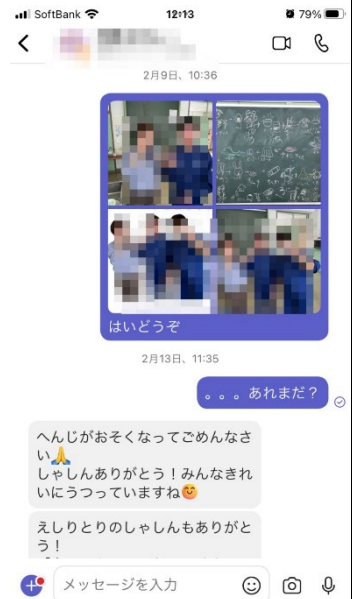 SoftBank
12:13
79%
2月9日、10:36
はいどうぞ
2月13日、11:35
。。。あれまだ？
へんじがおそくなってごめんなさ
い🙏
しゃしんありがとう！みんなきれ
いにうつっていますね😊
えしりとりのしゃしんもありがと
う！
メッセージを入力